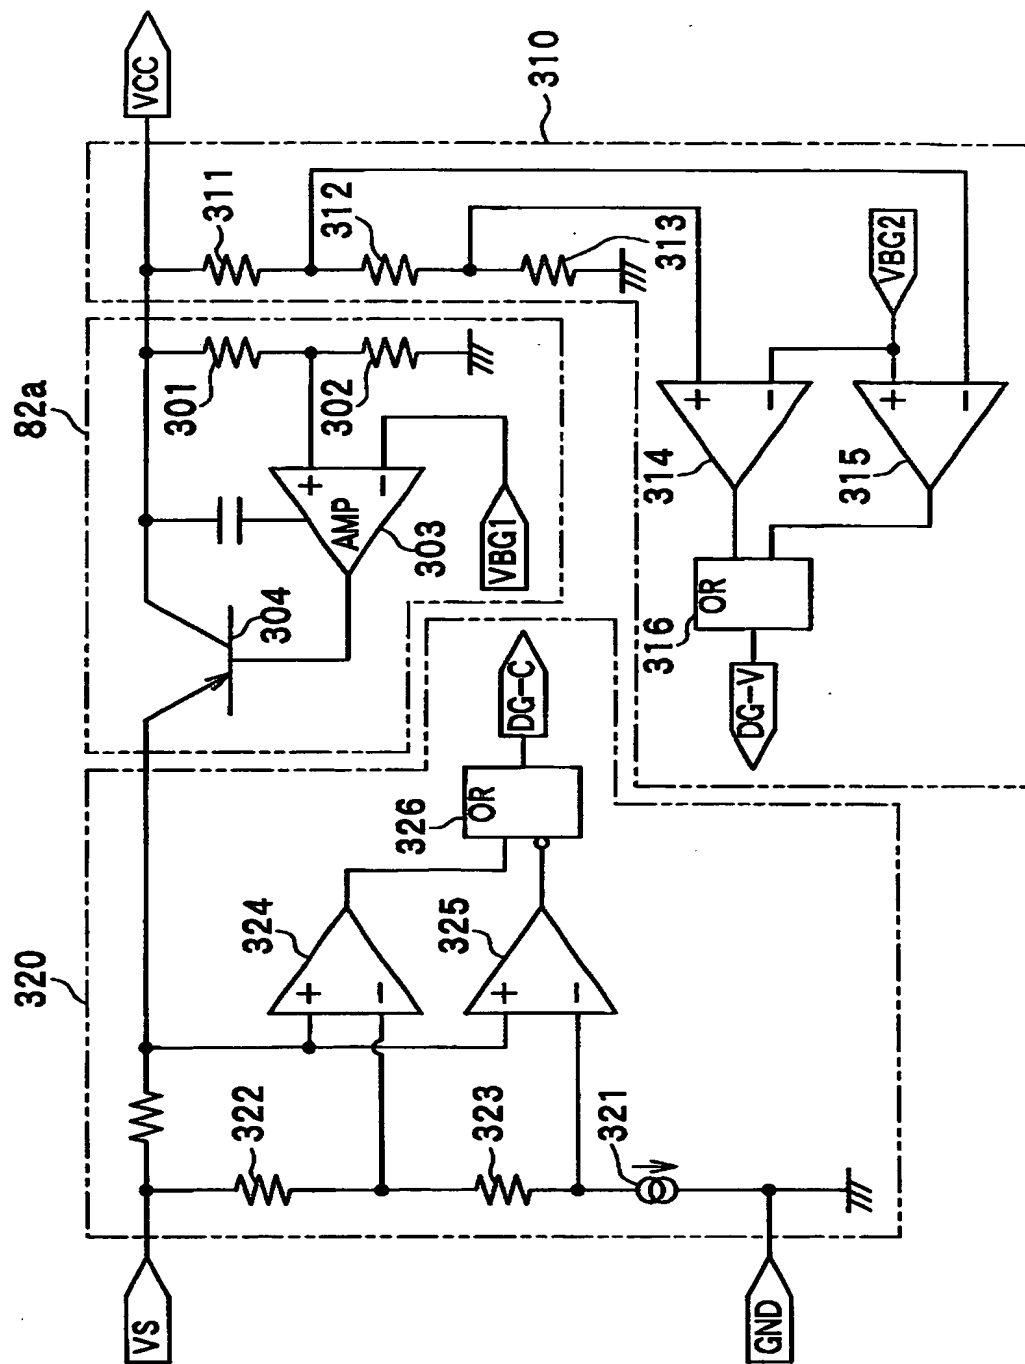 82a
320
VS
VCC
304
301
311
322
324
AMP
302
312
310
303
VBG1
323
325
326
OR
DG-C
321
313
314
VBG2
315
316
OR
DG-V
GND
+
-
+
-
+
-
+
-
+
-